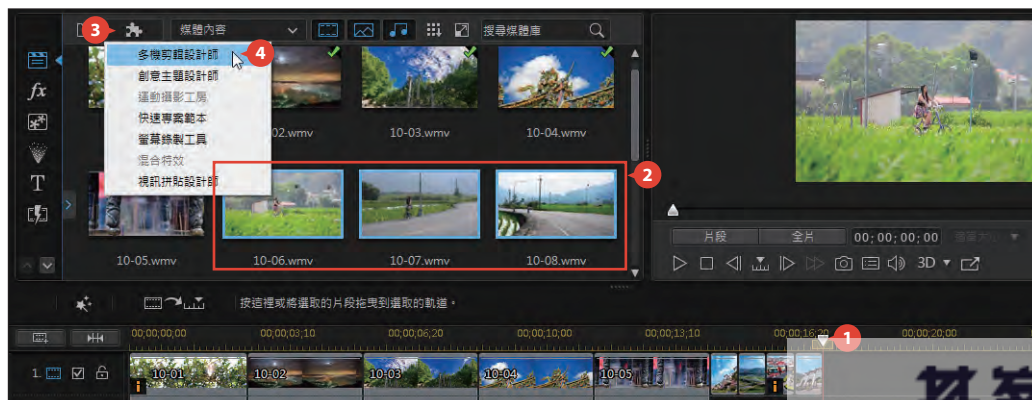 3
媒體內容
搜尋媒體庫
多機剪輯設計師
4
創意主題設計師
運動攝影工房
快速專案範本
螢幕錄製工具
混合特效
視訊拼貼設計師
fx
T
02.wmv
10-03.wmv
10-04.wmv
2
10-05.wmv
10-06.wmv
10-07.wmv
10-08.wmv
片段
全片
00;00;00;00
3D
按這裡或將選取的片段拖曳到選取的軌道。
00;00;00;00
00;00;03;10
00;00;06;20
00;00;10;00
00;00;13;10
00;00;16;20
00;00;20;00
1
1.
10-01
10-02
10-03
10-04
10-05